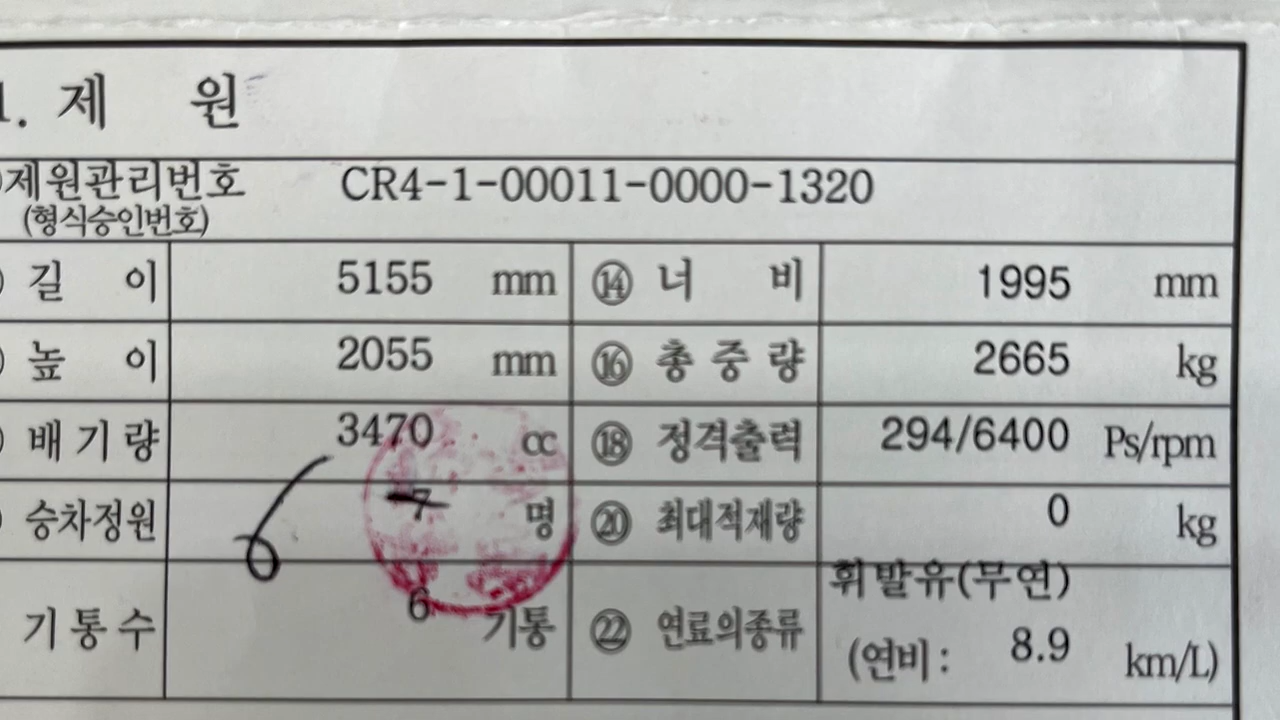 1. 제 원
제원관리번호 CR4-1-00011-0000-1320
(형식승인번호)
길 이 5155 mm ⑭ 너 비 1995 mm
높 이 2055 mm ⑯ 총 중 량 2665 kg
배 기 량 3470 cc ⑱ 정격출력 294/6400 Ps/rpm
승차정원 6 7 명 ⑳ 최대적재량 0 kg
기 통 수 6 기통 ㉒ 연료의종류 휘발유(무연)
(연비 : 8.9 km/L)